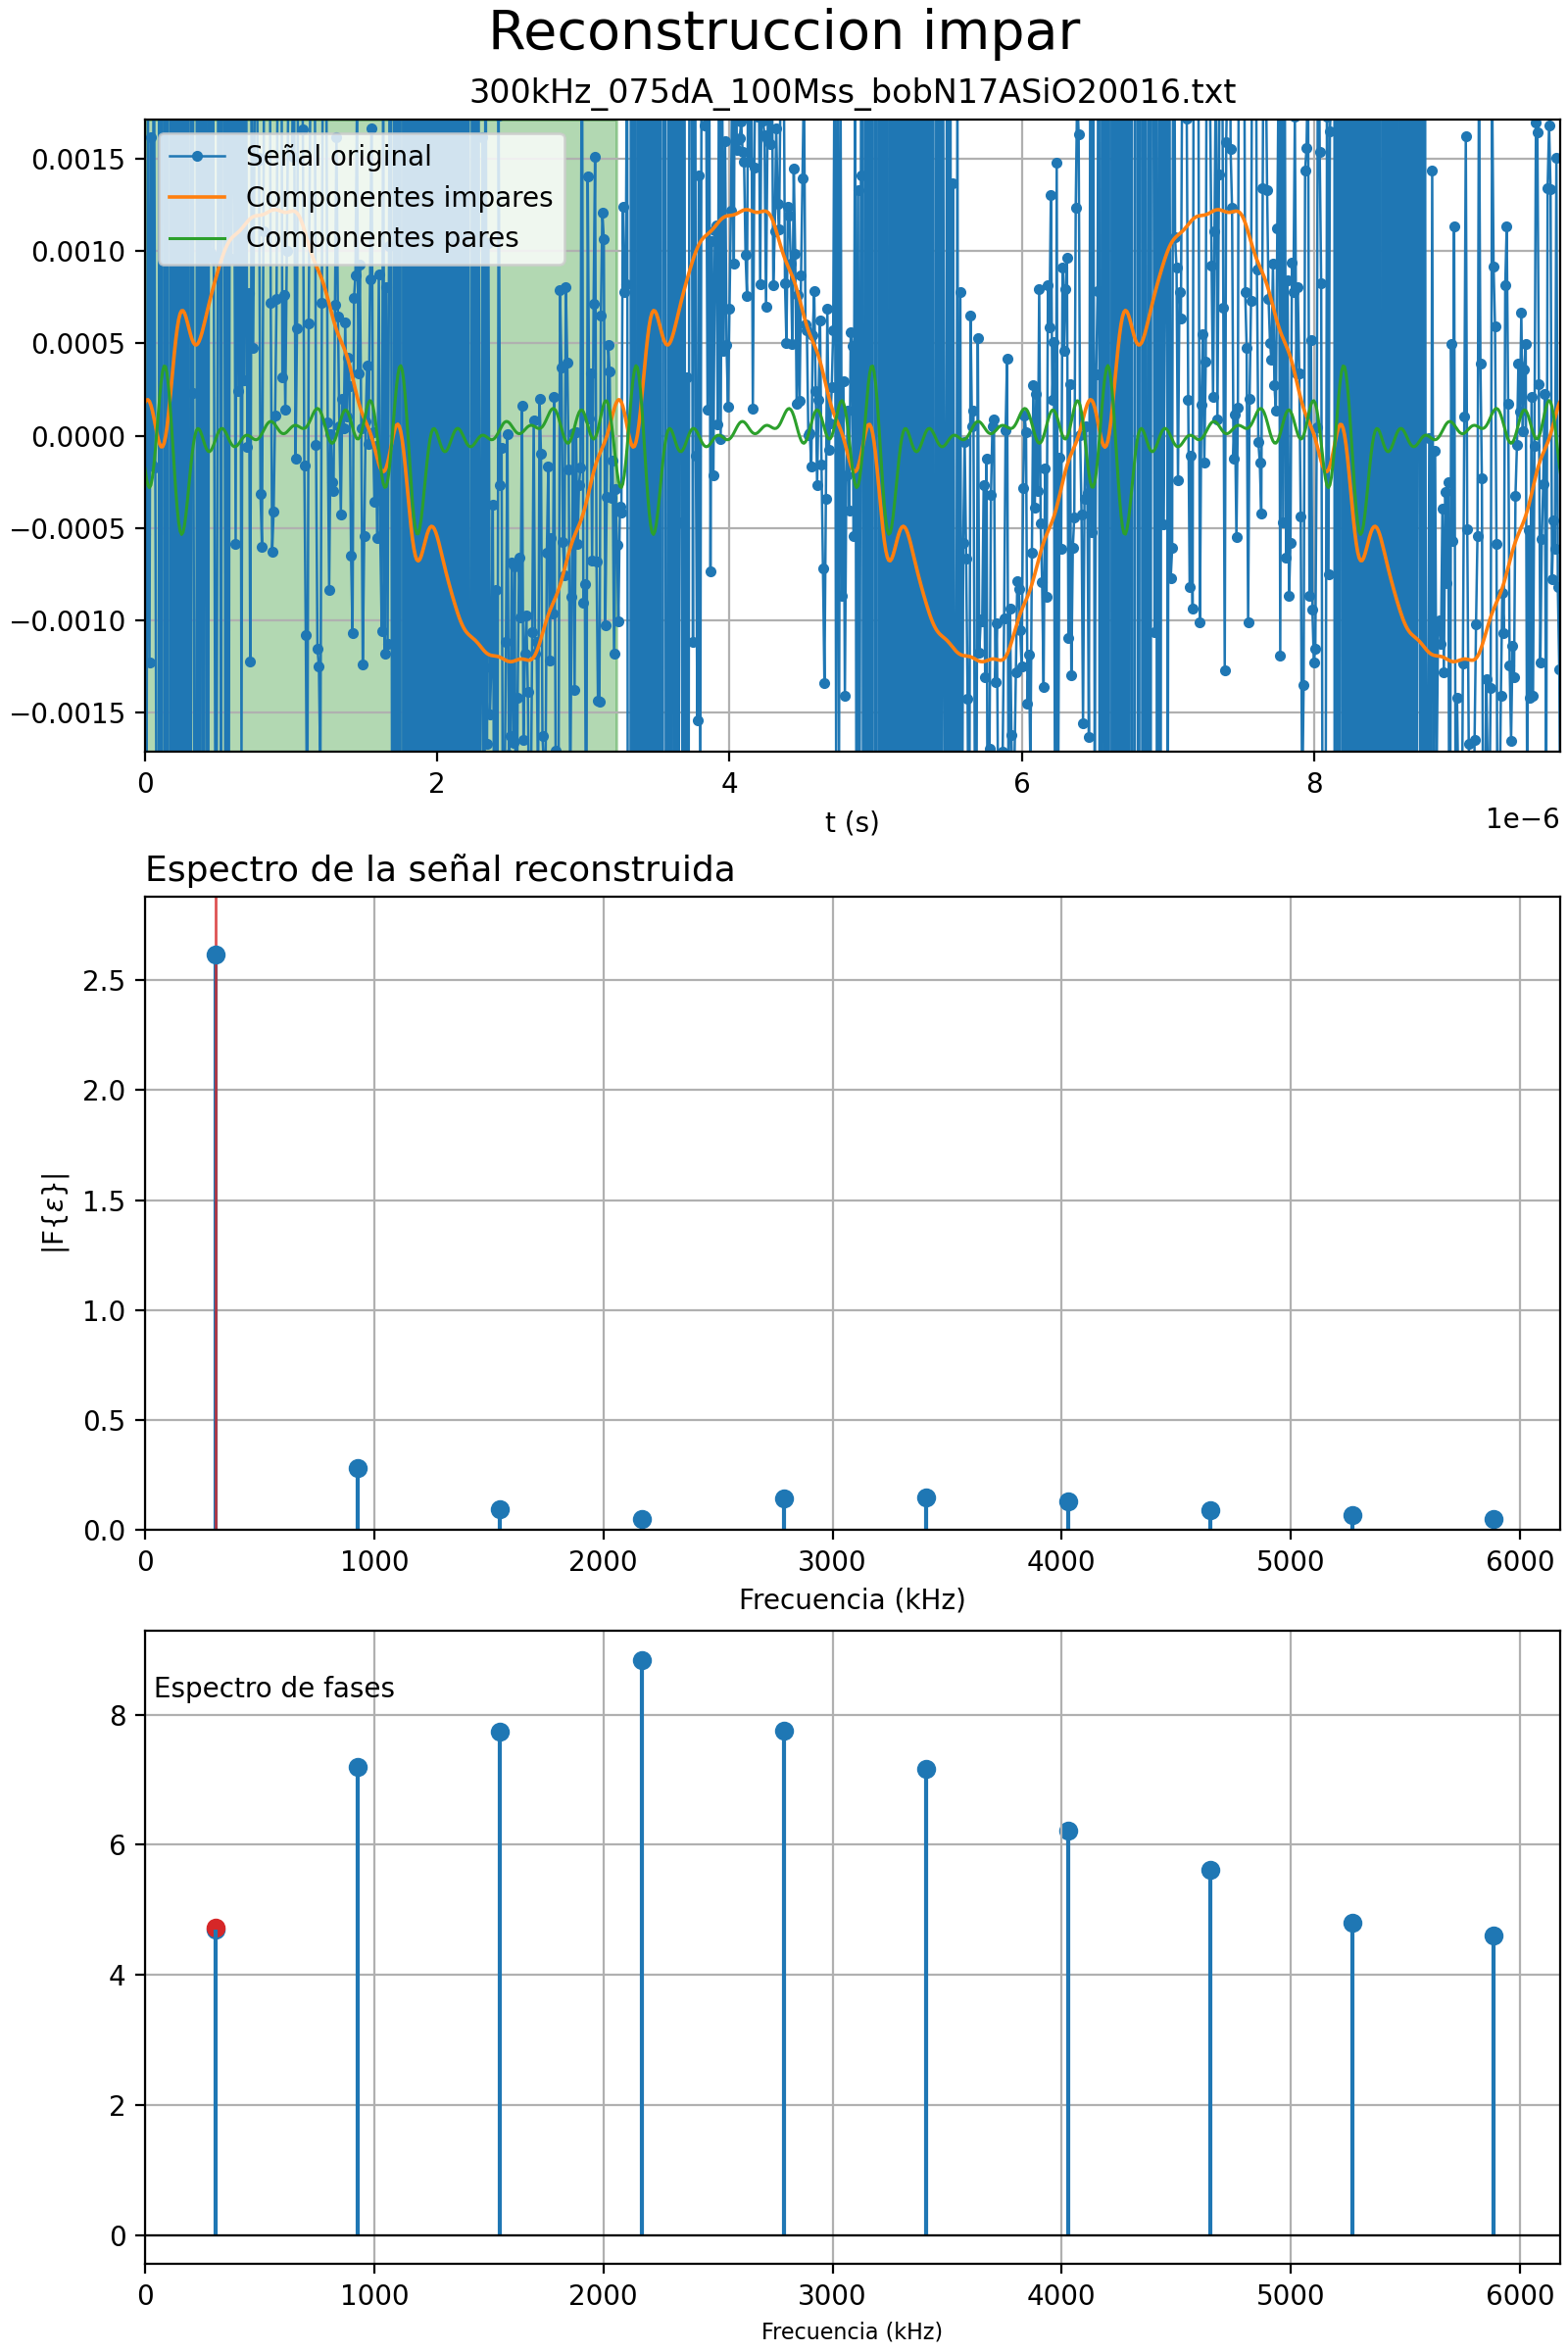 Reconstruccion impar
300kHz_075dA_100Mss_bobN17ASiO20016.txt
Señal original
Componentes impares
Componentes pares
0.0015
0.0010
0.0005
0.0000
−0.0005
−0.0010
−0.0015
0 2 4 6 8
1e−6
t (s)
Espectro de la señal reconstruida
2.5
2.0
1.5
1.0
0.5
0.0
|F{ε}|
0 1000 2000 3000 4000 5000 6000
Frecuencia (kHz)
Espectro de fases
8
6
4
2
0
0 1000 2000 3000 4000 5000 6000
Frecuencia (kHz)